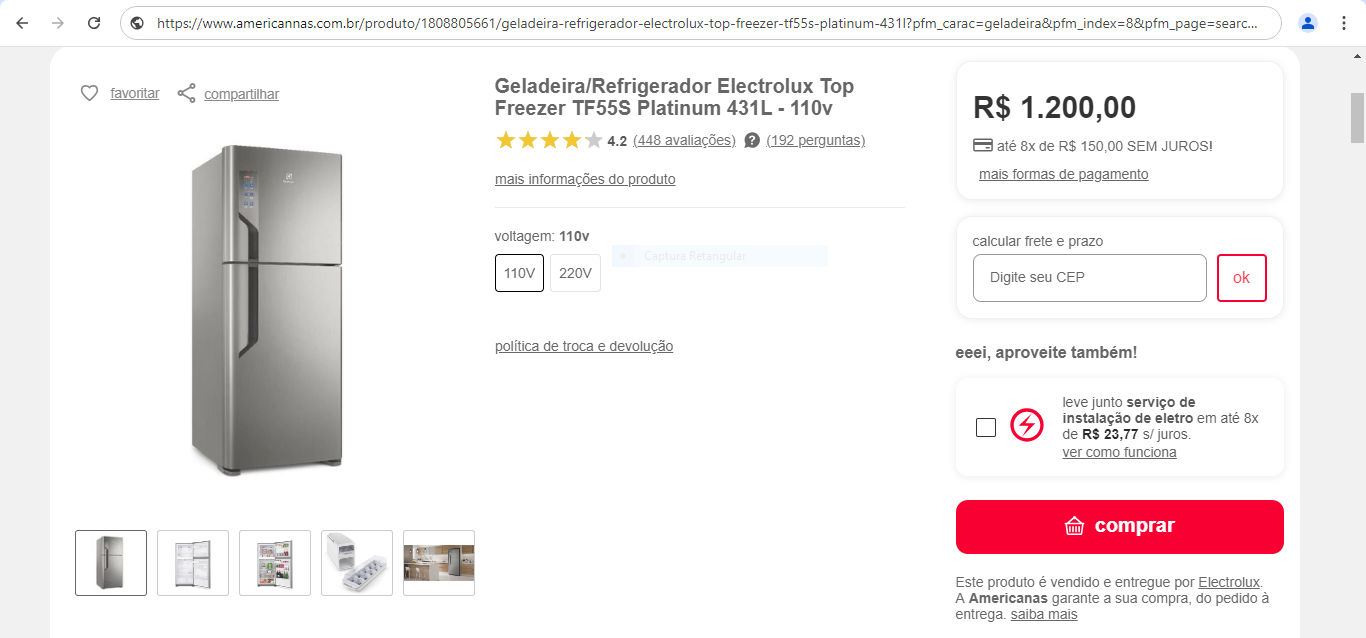 https://www.americannas.com.br/produto/1808805661/geladeira-refrigerador-electrolux-top-freezer-tf55s-platinum-431l?pfm_carac=geladeira&pfm_index=8&pfm_page=searc...
favoritar
compartilhar
Geladeira/Refrigerador Electrolux Top
Freezer TF55S Platinum 431L - 110v
4.2 (448 avaliações) ? (192 perguntas)
mais informações do produto
voltagem: 110v
Captura Retangular
110V
220V
política de troca e devolução
R$ 1.200,00
até 8x de R$ 150,00 SEM JUROS!
mais formas de pagamento
calcular frete e prazo
Digite seu CEP
ok
eeei, aproveite também!
leve junto serviço de
instalação de eletro em até 8x
de R$ 23,77 s/ juros.
ver como funciona
comprar
Este produto é vendido e entregue por Electrolux.
A Americanas garante a sua compra, do pedido à
entrega. saiba mais